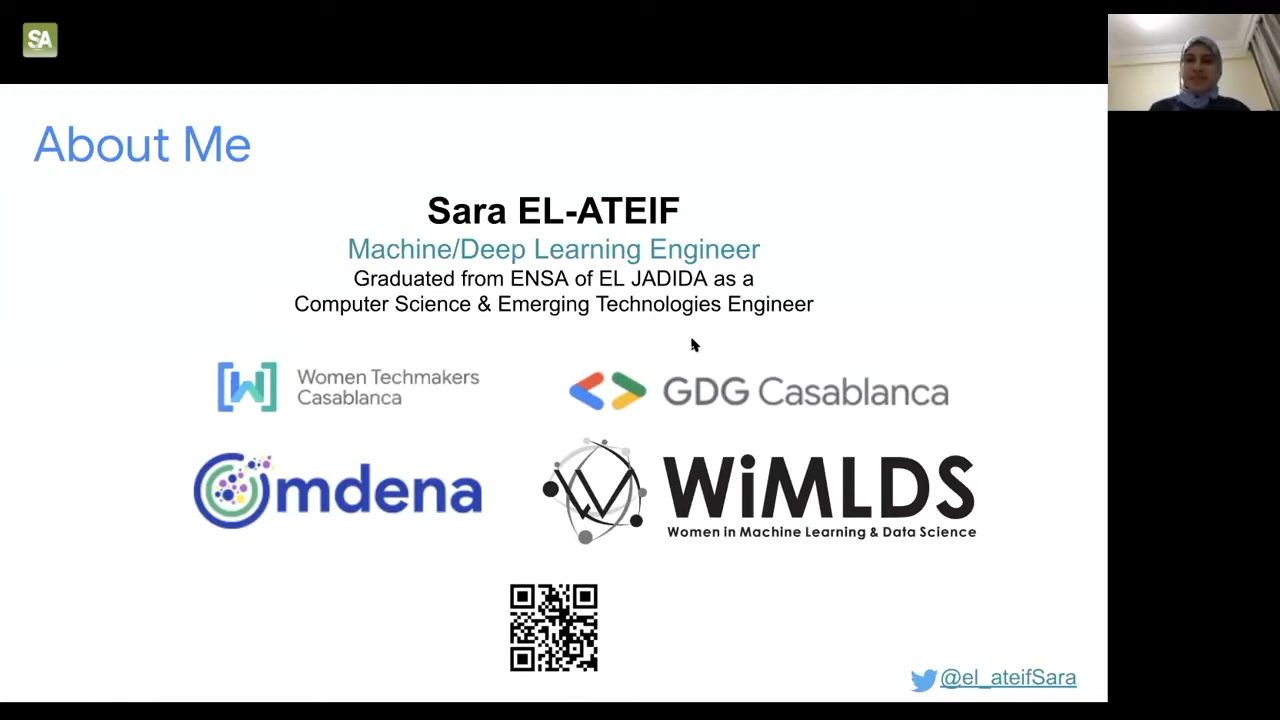 SA
About Me
Sara EL-ATEIF
Machine/Deep Learning Engineer
Graduated from ENSA of EL JADIDA as a
Computer Science & Emerging Technologies Engineer
Women Techmakers
Casablanca
GDG Casablanca
omdena
WiMLDS
Women in Machine Learning & Data Science
@el_ateifSara